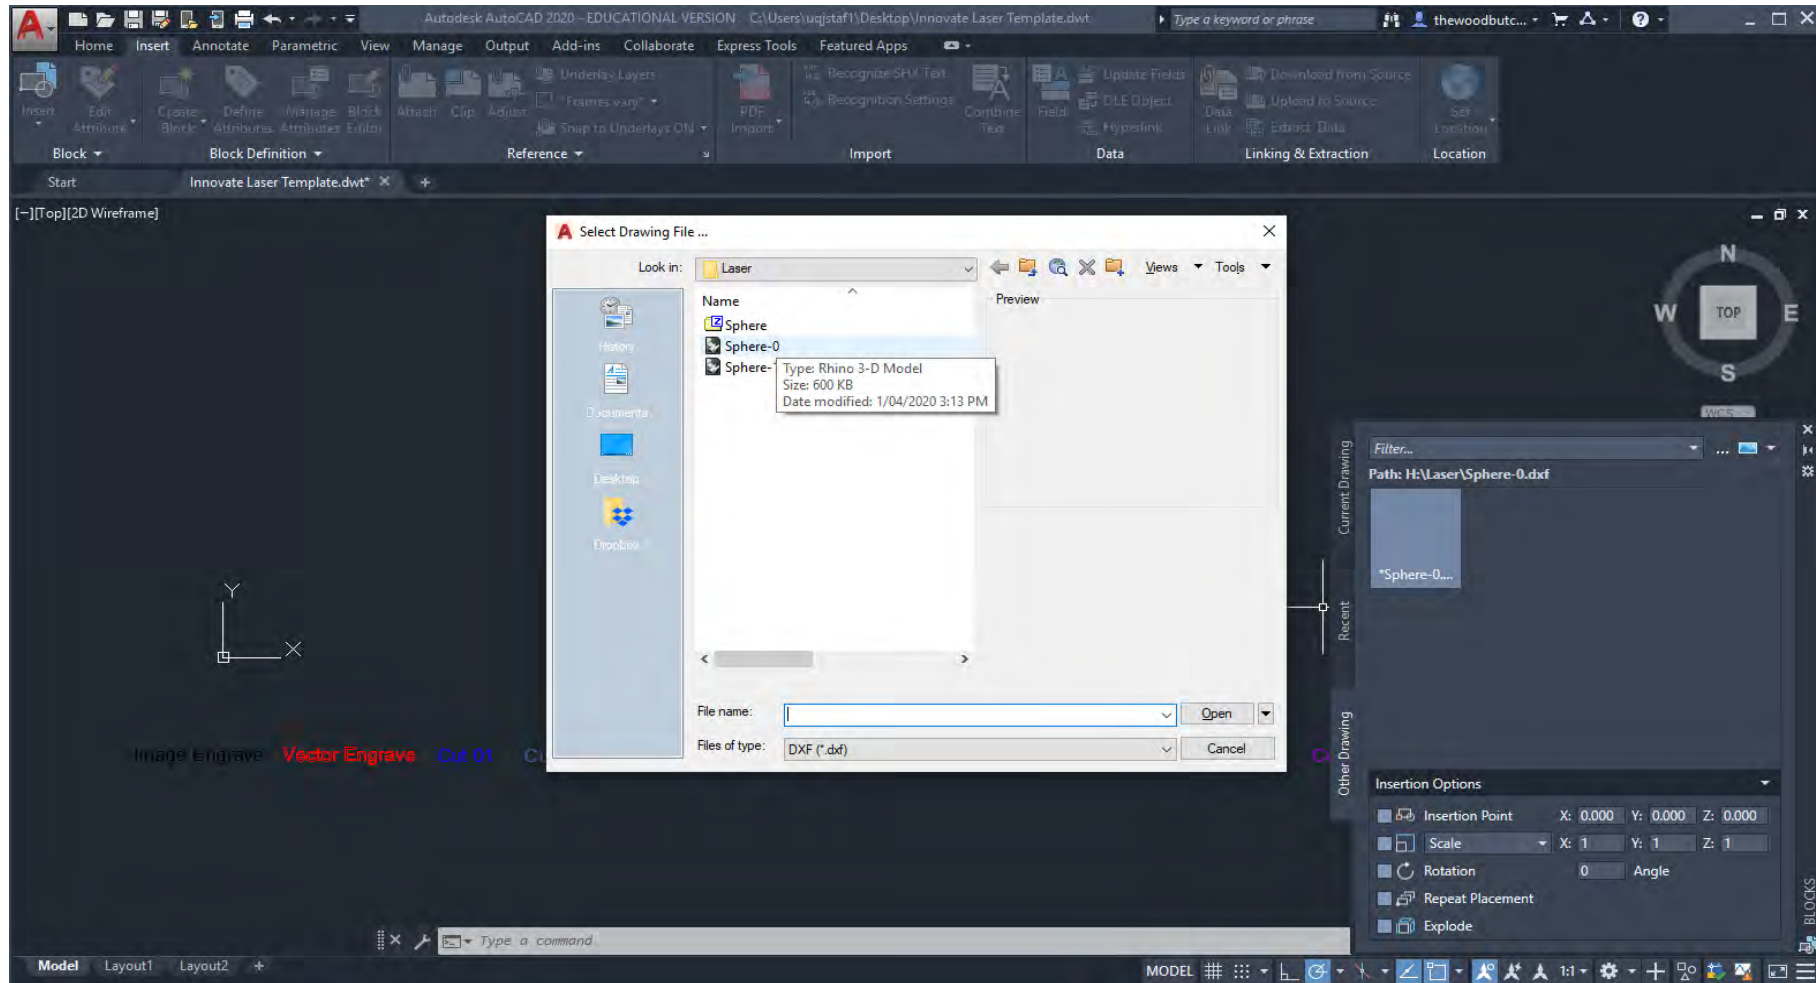 Autodesk AutoCAD 2020 - EDUCATIONAL VERSION C:\Users\uqjstaf1\Desktop\Innovate Laser Template.dwt
Type a keyword or phrase
thewoodbutc...
Home Insert Annotate Parametric View Manage Output Add-ins Collaborate Express Tools Featured Apps
Insert
Edit
Attribute
Create
Block
Define
Attributes
Manage
Attributes
Block
Editor
Attach Clip Adjust
Underlay Layers
*Frames vary*
Snap to Underlays ON
PDF
Import
Recognize SHX Text
Recognition Settings
Combine
Text
Field
Update Fields
OLE Object
Hyperlink
Data
Link
Download from Source
Upload to Source
Extract Data
Set
Location
Block Block Definition Reference Import Data Linking & Extraction Location
Start Innovate Laser Template.dwt*
[−][Top][2D Wireframe]
Select Drawing File ...
Look in: Laser Views Tools
Name
Preview
Sphere
Sphere-0
Sphere-
Type: Rhino 3-D Model
Size: 600 KB
Date modified: 1/04/2020 3:13 PM
History
Documents
Desktop
Dropbox
File name: Open
Files of type: DXF (*.dxf) Cancel
N
W TOP E
S
WCS
Y
X
Image Engrave Vector Engrave Cut 01
Current Drawing
Recent
Other Drawing
Filter...
...
Path: H:\Laser\Sphere-0.dxf
*Sphere-0....
Insertion Options
Insertion Point X: 0.000 Y: 0.000 Z: 0.000
Scale X: 1 Y: 1 Z: 1
Rotation 0 Angle
Repeat Placement
Explode
BLOCKS
Type a command
Model Layout1 Layout2 +
MODEL 1:1